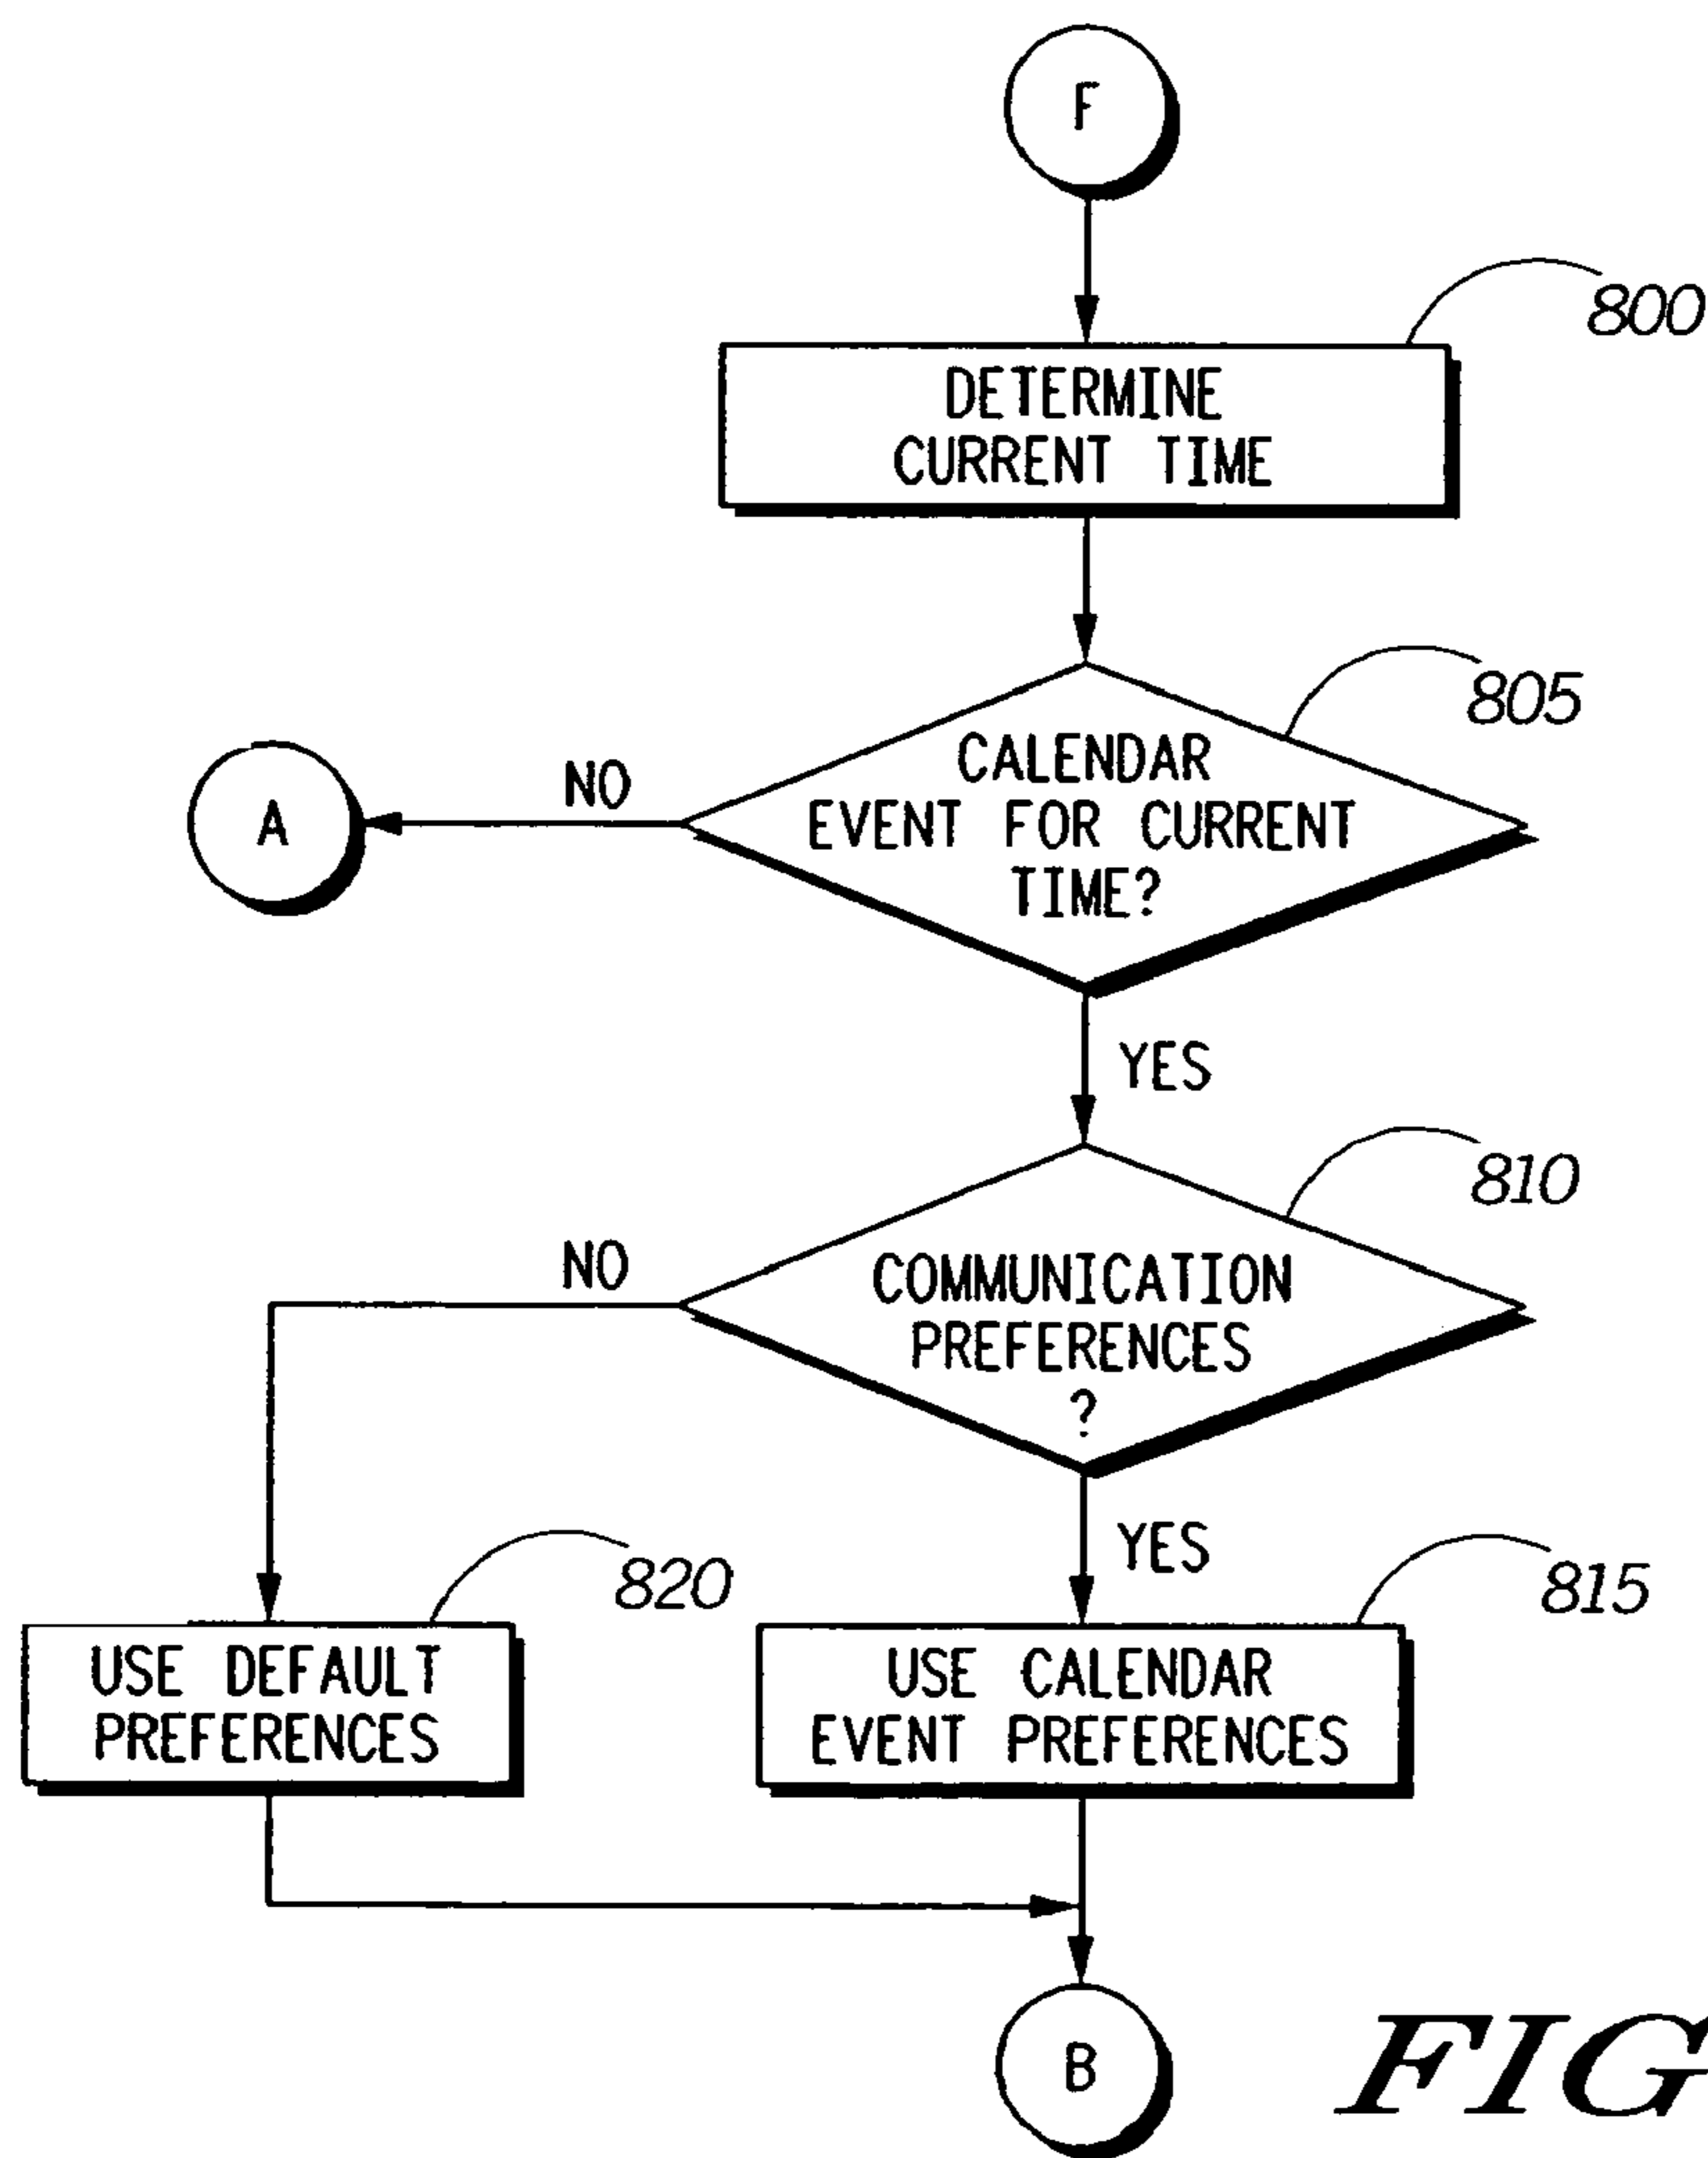 F
800
DETERMINE
CURRENT TIME
805
CALENDAR
EVENT FOR CURRENT
TIME?
NO
A
YES
810
COMMUNICATION
PREFERENCES
?
NO
YES
820
815
USE DEFAULT
PREFERENCES
USE CALENDAR
EVENT PREFERENCES
B
FIG